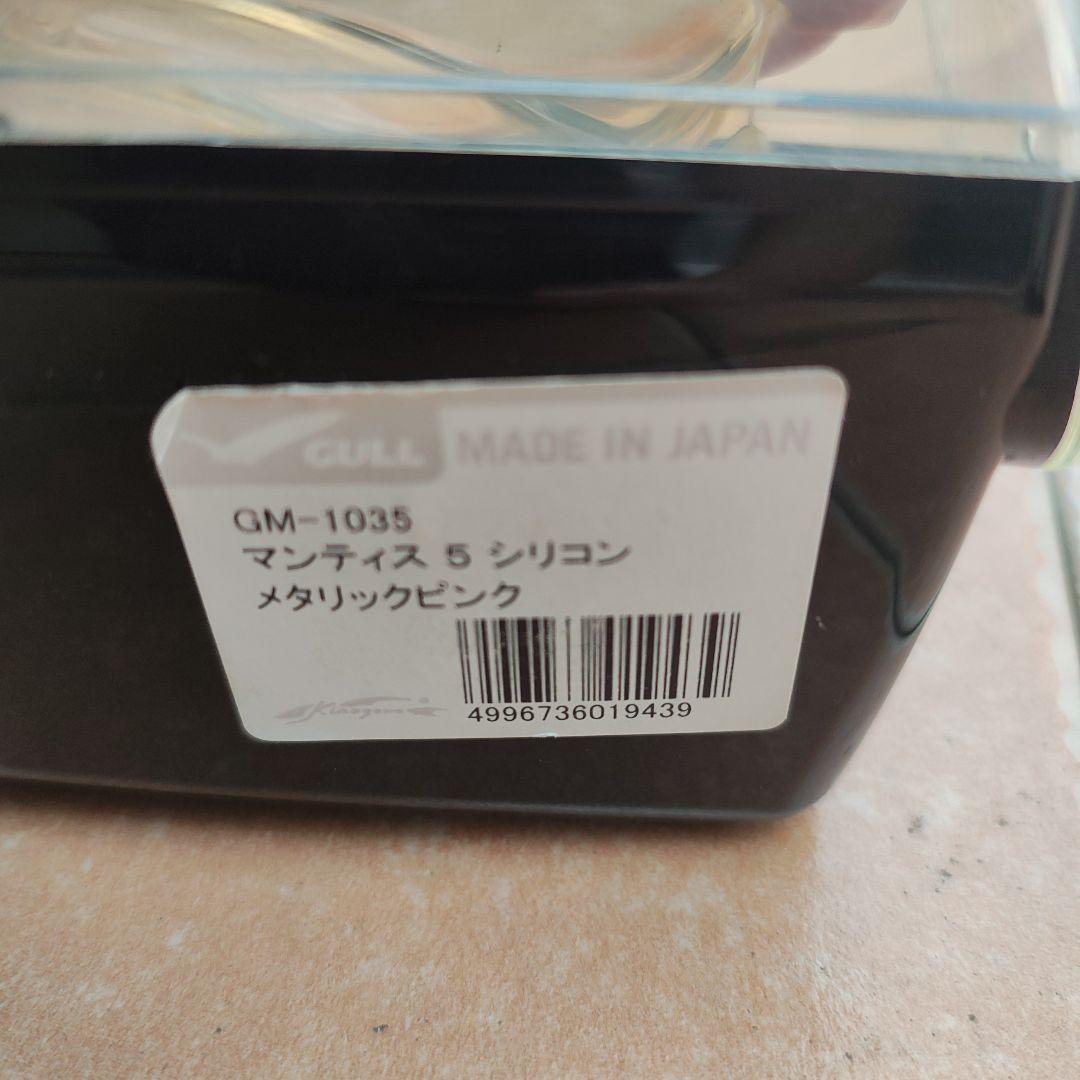 GULL MADE IN JAPAN
GM-1035
マンティス 5 シリコン
メタリックピンク
4996736019439